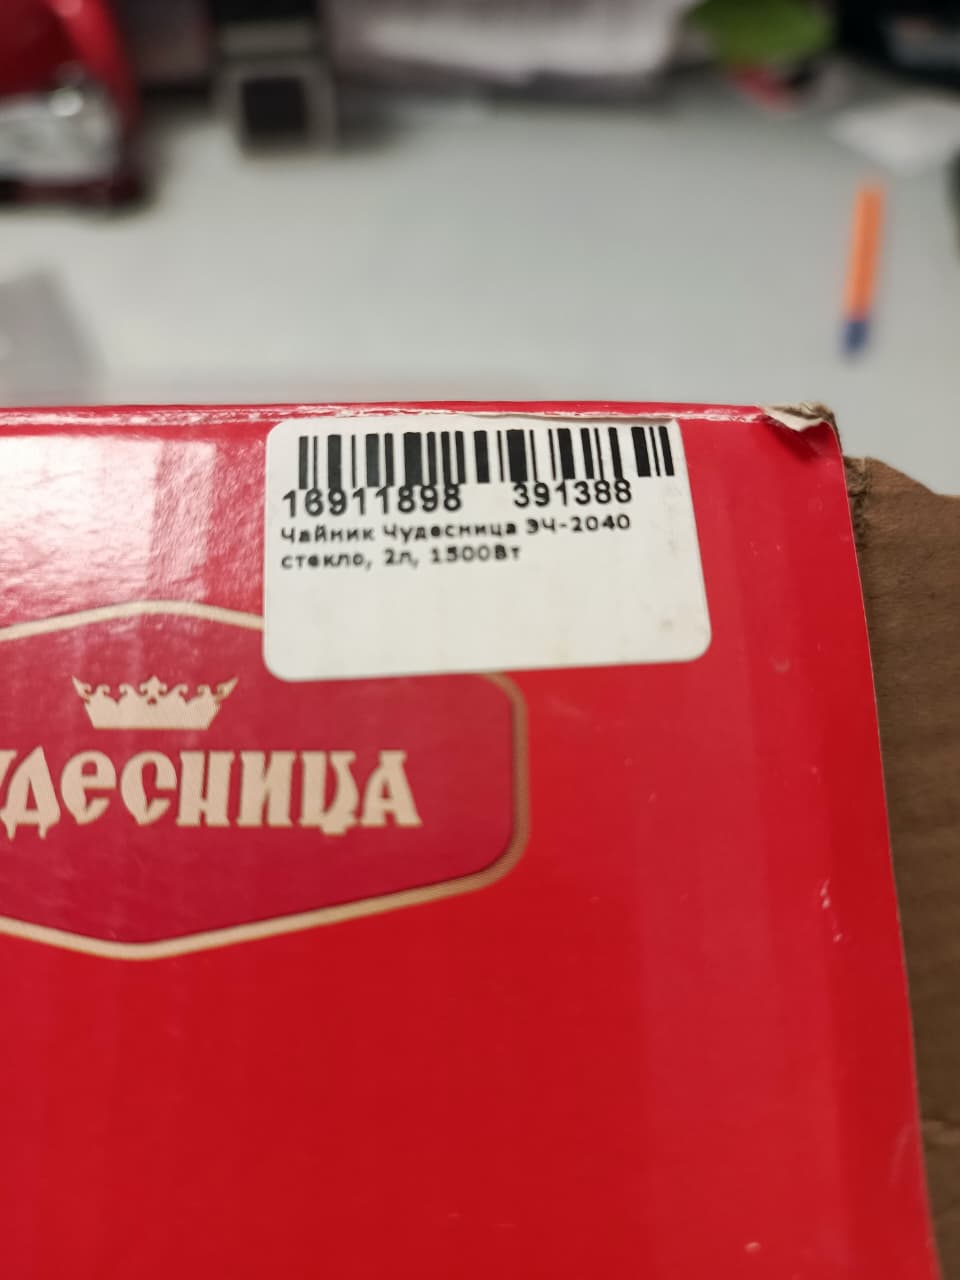 16911898 391388
Чайник Чудесница ЭЧ-2040
стекло, 2л, 1500Вт
УДЕСНИЦА